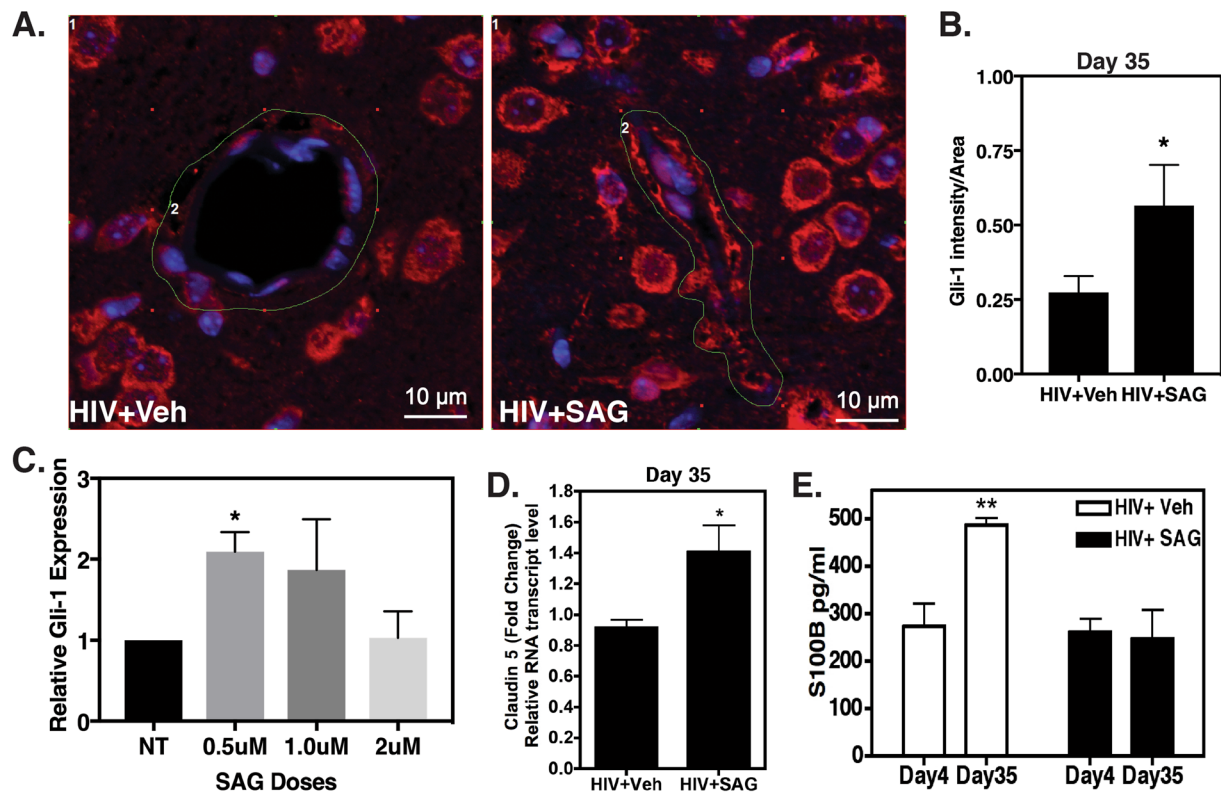 A.
1
2
HIV+Veh
10 µm
1
2
HIV+SAG
10 µm
B.
Day 35
Gli-1 intensity/Area
1.00
0.75
0.50
0.25
0.00
*
HIV+Veh HIV+SAG
C.
Relative Gli-1 Expression
3
2
1
0
*
NT 0.5uM 1.0uM 2uM
SAG Doses
D.
Day 35
Claudin 5 (Fold Change)
Relative RNA transcript level
1.8
1.6
1.4
1.2
1.0
0.8
0.6
0.4
0.2
0.0
*
HIV+Veh HIV+SAG
E.
S100B pg/ml
500
400
300
200
100
0
**
HIV+ Veh
HIV+ SAG
Day4 Day35 Day4 Day35